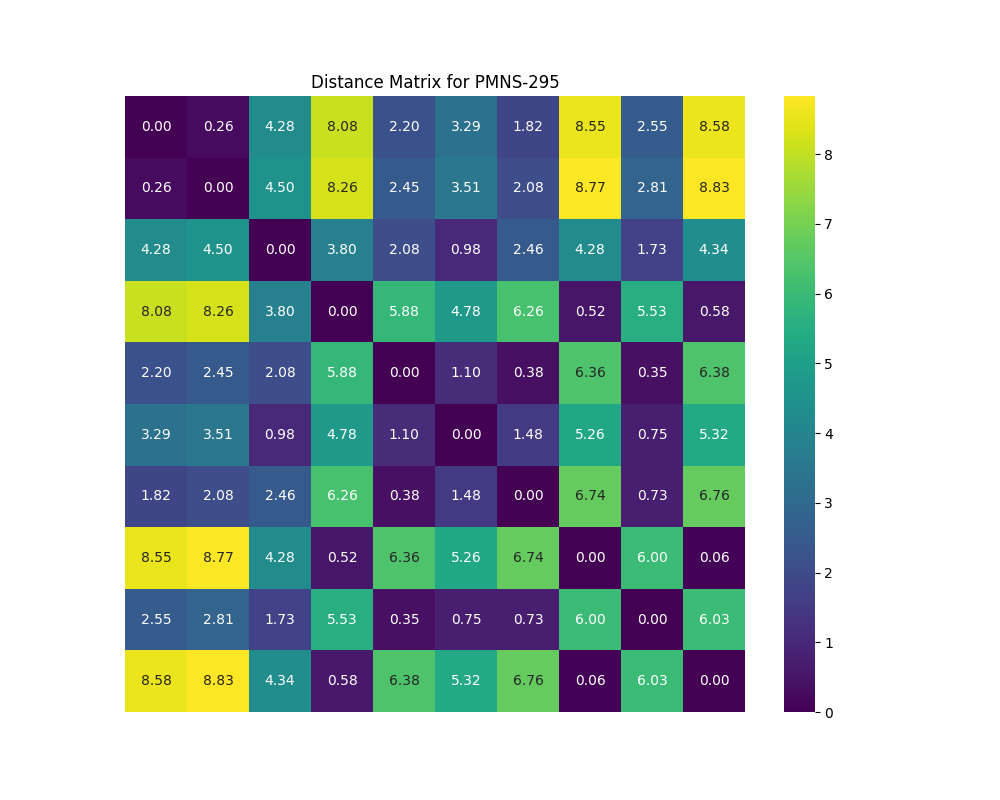 Distance Matrix for PMNS-295
0.00 0.26 4.28 8.08 2.20 3.29 1.82 8.55 2.55 8.58
0.26 0.00 4.50 8.26 2.45 3.51 2.08 8.77 2.81 8.83
4.28 4.50 0.00 3.80 2.08 0.98 2.46 4.28 1.73 4.34
8.08 8.26 3.80 0.00 5.88 4.78 6.26 0.52 5.53 0.58
2.20 2.45 2.08 5.88 0.00 1.10 0.38 6.36 0.35 6.38
3.29 3.51 0.98 4.78 1.10 0.00 1.48 5.26 0.75 5.32
1.82 2.08 2.46 6.26 0.38 1.48 0.00 6.74 0.73 6.76
8.55 8.77 4.28 0.52 6.36 5.26 6.74 0.00 6.00 0.06
2.55 2.81 1.73 5.53 0.35 0.75 0.73 6.00 0.00 6.03
8.58 8.83 4.34 0.58 6.38 5.32 6.76 0.06 6.03 0.00
8
7
6
5
4
3
2
1
0